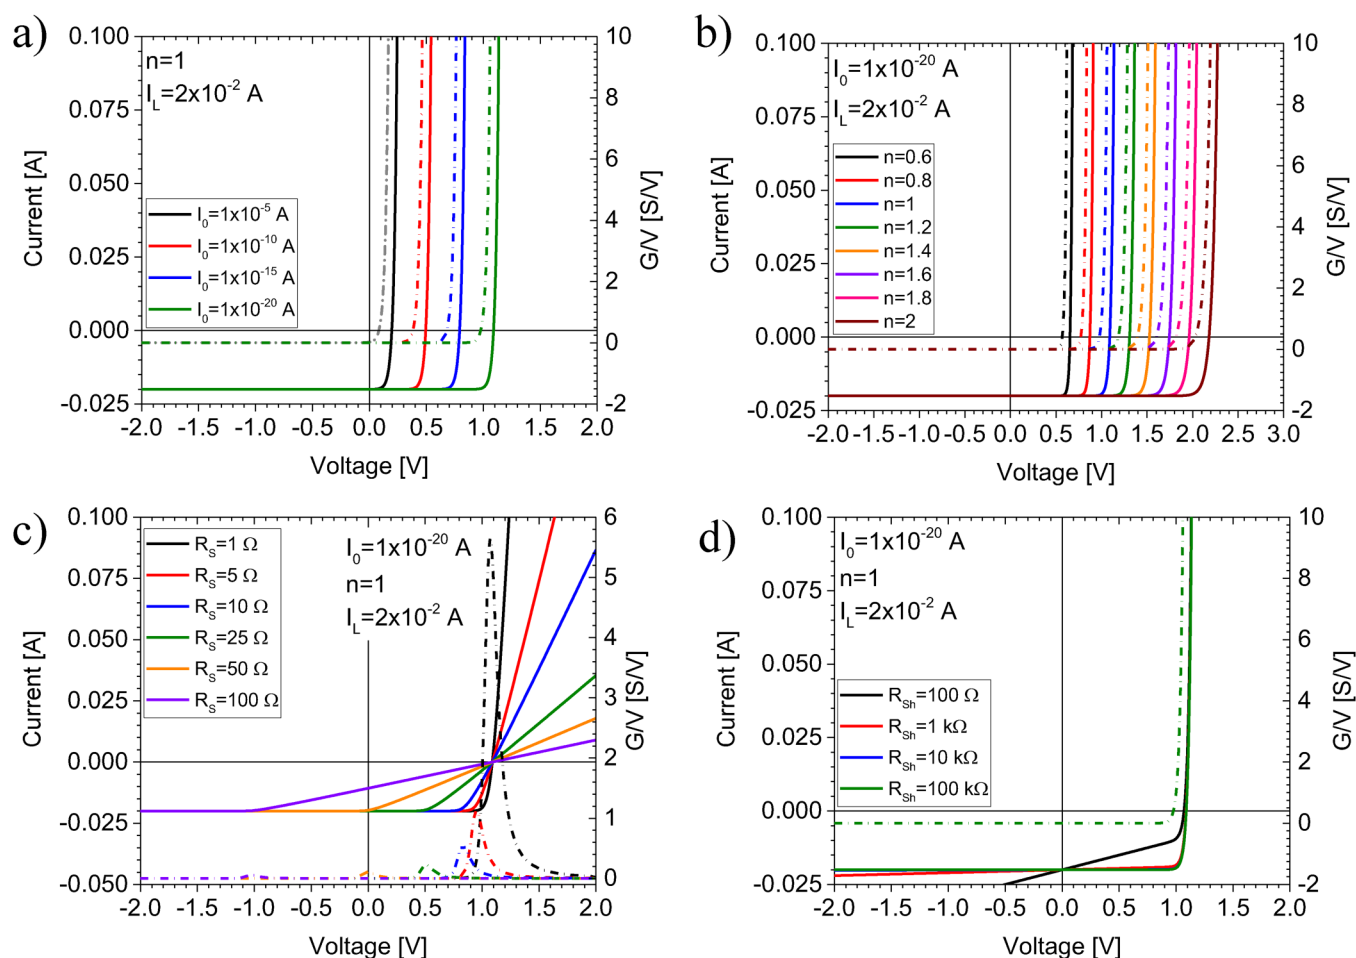 a)
n=1
I_L=2x10^-2 A
I_0=1x10^-5 A
I_0=1x10^-10 A
I_0=1x10^-15 A
I_0=1x10^-20 A
0.100
0.075
0.050
0.025
0.000
-0.025
Current [A]
10
8
6
4
2
0
-2
G/V [S/V]
-2.0 -1.5 -1.0 -0.5 0.0 0.5 1.0 1.5 2.0
Voltage [V]
b)
I_0=1x10^-20 A
I_L=2x10^-2 A
n=0.6
n=0.8
n=1
n=1.2
n=1.4
n=1.6
n=1.8
n=2
0.100
0.075
0.050
0.025
0.000
-0.025
Current [A]
10
8
6
4
2
0
-2
G/V [S/V]
-2.0 -1.5 -1.0 -0.5 0.0 0.5 1.0 1.5 2.0 2.5 3.0
Voltage [V]
c)
R_S=1 Ω
R_S=5 Ω
R_S=10 Ω
R_S=25 Ω
R_S=50 Ω
R_S=100 Ω
I_0=1x10^-20 A
n=1
I_L=2x10^-2 A
0.100
0.075
0.050
0.025
0.000
-0.025
-0.050
Current [A]
6
5
4
3
2
1
0
G/V [S/V]
-2.0 -1.5 -1.0 -0.5 0.0 0.5 1.0 1.5 2.0
Voltage [V]
d)
I_0=1x10^-20 A
n=1
I_L=2x10^-2 A
R_Sh=100 Ω
R_Sh=1 kΩ
R_Sh=10 kΩ
R_Sh=100 kΩ
0.100
0.075
0.050
0.025
0.000
-0.025
Current [A]
10
8
6
4
2
0
-2
G/V [S/V]
-2.0 -1.5 -1.0 -0.5 0.0 0.5 1.0 1.5 2.0
Voltage [V]